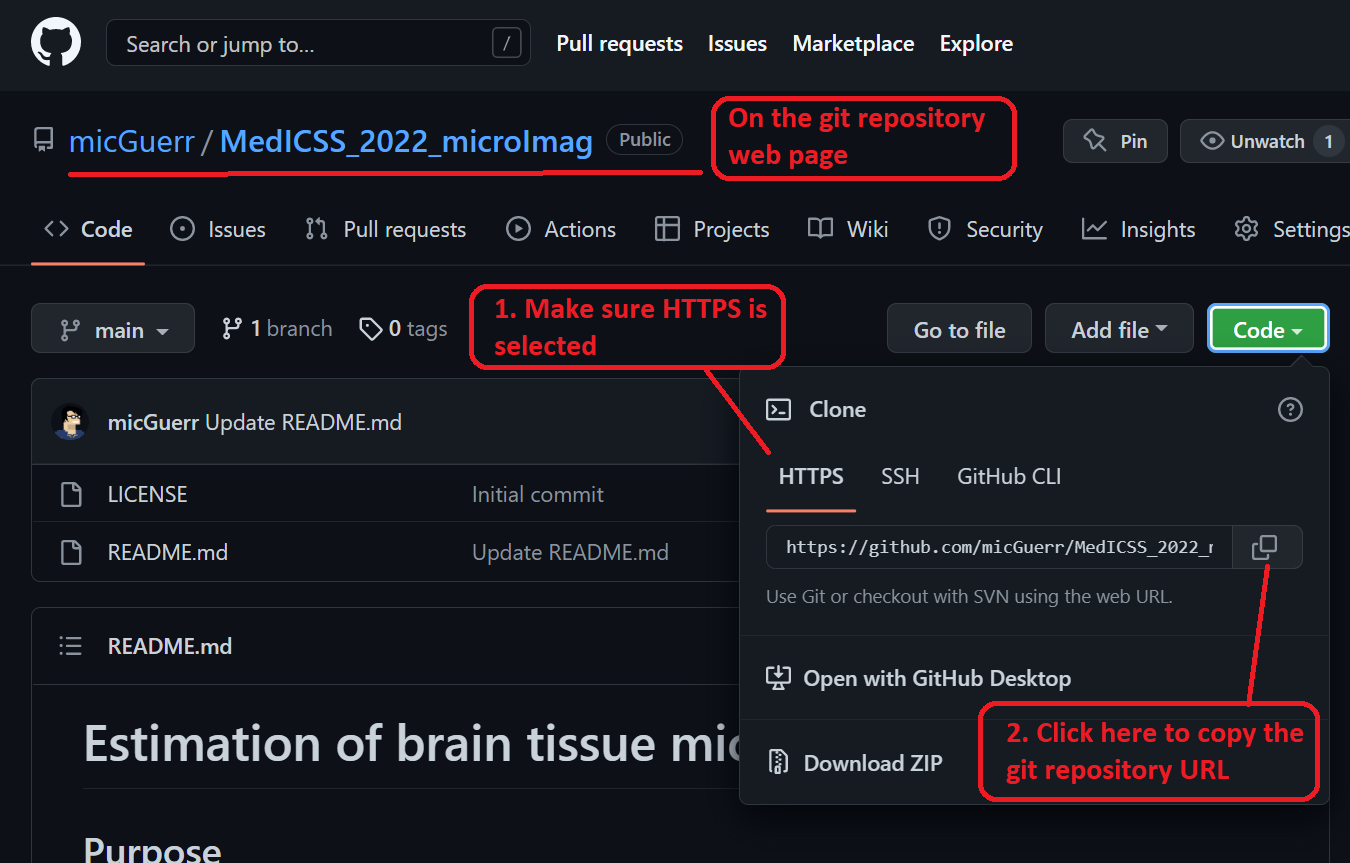 Search or jump to... /
Pull requests Issues Marketplace Explore
micGuerr / MedICSS_2022_microImag Public
On the git repository
web page
Pin
Unwatch 1
Code Issues Pull requests Actions Projects Wiki Security Insights Settings
main 1 branch 0 tags
1. Make sure HTTPS is
selected
Go to file Add file Code
micGuerr Update README.md
LICENSE Initial commit
README.md Update README.md
Clone
HTTPS SSH GitHub CLI
https://github.com/micGuerr/MedICSS_2022_
Use Git or checkout with SVN using the web URL.
Open with GitHub Desktop
2. Click here to copy the
git repository URL
Download ZIP
README.md
Estimation of brain tissue mic
Purpose